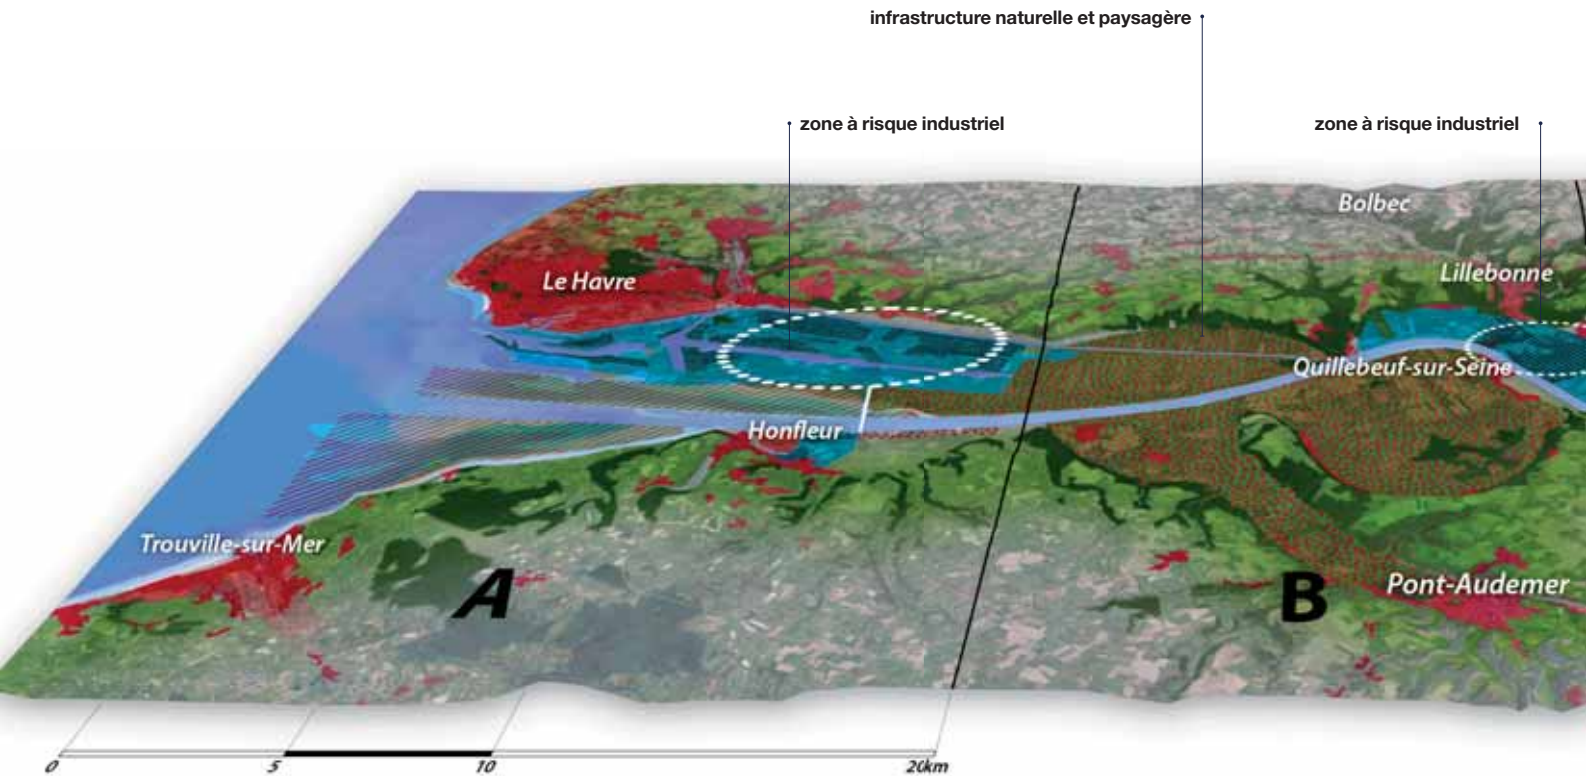 infrastructure naturelle et paysagère
zone à risque industriel
zone à risque industriel
Bolbec
Le Havre
Lillebonne
Quillebeuf-sur-Seine
Honfleur
Trouville-sur-Mer
A
B
Pont-Audemer
0
5
10
20km